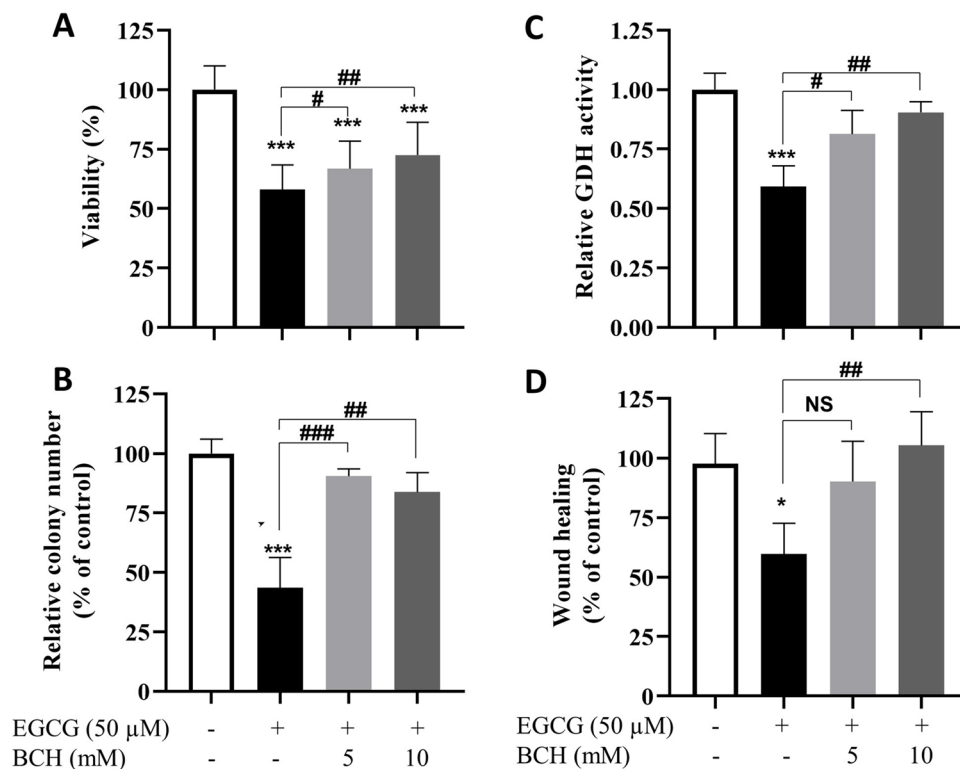 A
Viability (%)
125
100
75
50
25
0
***
***
***
#
##
B
Relative colony number
(% of control)
125
100
75
50
25
0
***
###
##
EGCG (50 µM) - + + +
BCH (mM) - - 5 10
C
Relative GDH activity
1.25
1.00
0.75
0.50
0.25
0.00
***
#
##
D
Wound healing
(% of control)
125
100
75
50
25
0
*
NS
##
EGCG (50 µM) - + + +
BCH (mM) - - 5 10